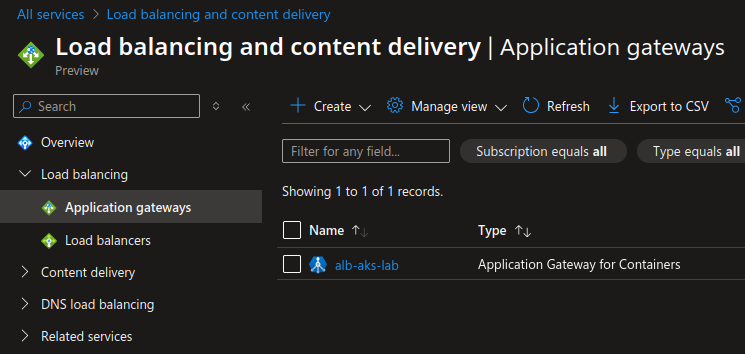 All services > Load balancing and content delivery
Load balancing and content delivery | Application gateways
Preview
Search
«
+ Create
Manage view
Refresh
Export to CSV
Overview
Load balancing
Application gateways
Load balancers
Content delivery
DNS load balancing
Related services
Filter for any field...
Subscription equals all
Type equals all
Showing 1 to 1 of 1 records.
Name ↑↓ Type ↑↓
alb-aks-lab Application Gateway for Containers